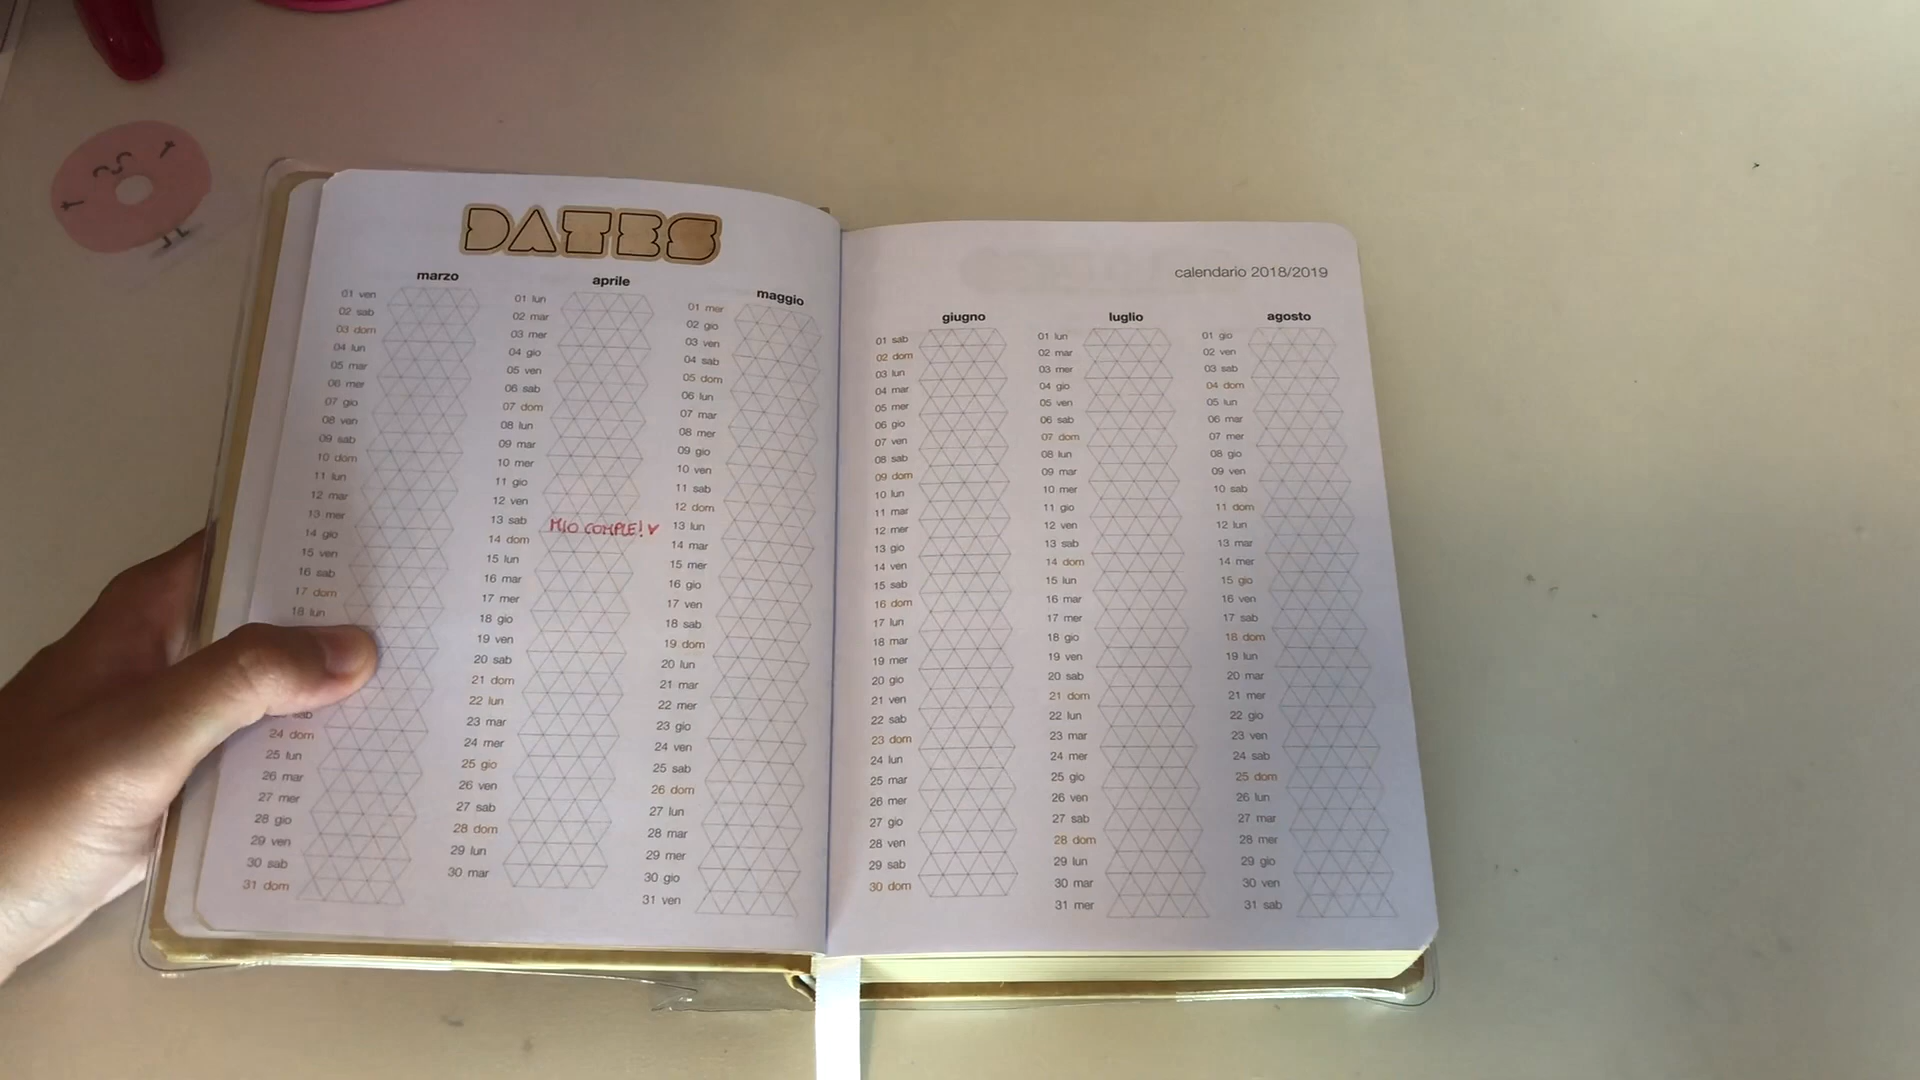 DATES
marzo
01 ven
02 sab
03 dom
04 lun
05 mar
06 mer
07 gio
08 ven
09 sab
10 dom
11 lun
12 mar
13 mer
14 gio
15 ven
16 sab
17 dom
18 lun
sab
24 dom
25 lun
26 mar
27 mer
28 gio
29 ven
30 sab
31 dom
aprile
01 lun
02 mar
03 mer
04 gio
05 ven
06 sab
07 dom
08 lun
09 mar
10 mer
11 gio
12 ven
13 sab MIO COMPLE! ♥
14 dom
15 lun
16 mar
17 mer
18 gio
19 ven
20 sab
21 dom
22 lun
23 mar
24 mer
25 gio
26 ven
27 sab
28 dom
29 lun
30 mar
maggio
01 mer
02 gio
03 ven
04 sab
05 dom
06 lun
07 mar
08 mer
09 gio
10 ven
11 sab
12 dom
13 lun
14 mar
15 mer
16 gio
17 ven
18 sab
19 dom
20 lun
21 mar
22 mer
23 gio
24 ven
25 sab
26 dom
27 lun
28 mar
29 mer
30 gio
31 ven
calendario 2018/2019
giugno
01 sab
02 dom
03 lun
04 mar
05 mer
06 gio
07 ven
08 sab
09 dom
10 lun
11 mar
12 mer
13 gio
14 ven
15 sab
16 dom
17 lun
18 mar
19 mer
20 gio
21 ven
22 sab
23 dom
24 lun
25 mar
26 mer
27 gio
28 ven
29 sab
30 dom
luglio
01 lun
02 mar
03 mer
04 gio
05 ven
06 sab
07 dom
08 lun
09 mar
10 mer
11 gio
12 ven
13 sab
14 dom
15 lun
16 mar
17 mer
18 gio
19 ven
20 sab
21 dom
22 lun
23 mar
24 mer
25 gio
26 ven
27 sab
28 dom
29 lun
30 mar
31 mer
agosto
01 gio
02 ven
03 sab
04 dom
05 lun
06 mar
07 mer
08 gio
09 ven
10 sab
11 dom
12 lun
13 mar
14 mer
15 gio
16 ven
17 sab
18 dom
19 lun
20 mar
21 mer
22 gio
23 ven
24 sab
25 dom
26 lun
27 mar
28 mer
29 gio
30 ven
31 sab